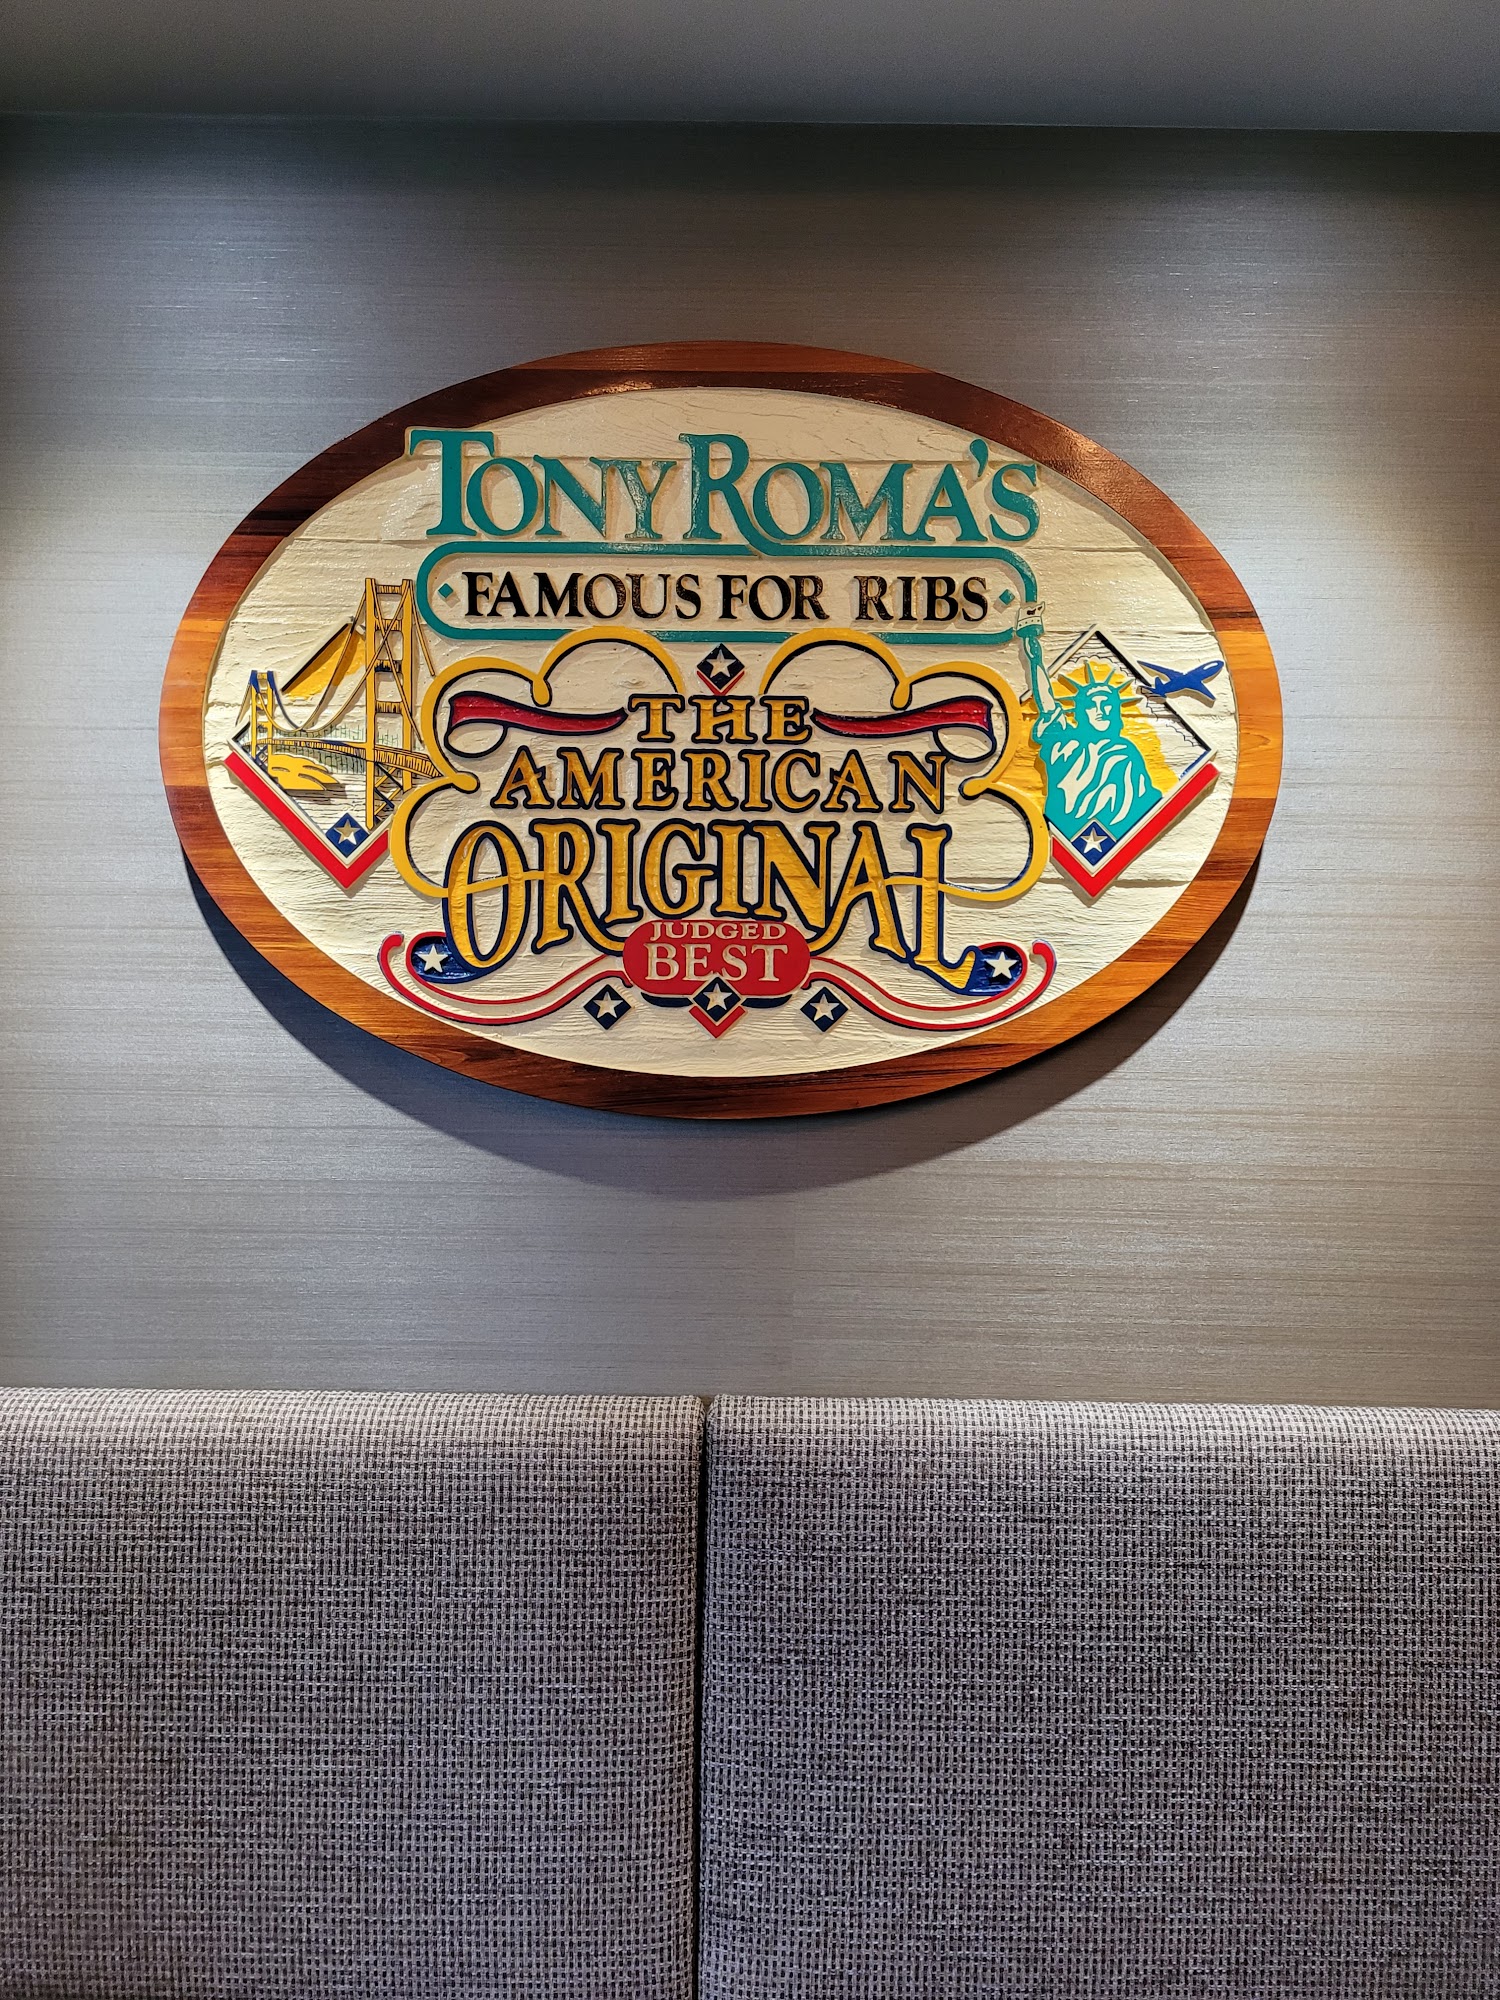 TONY ROMA'S
FAMOUS FOR RIBS
THE
AMERICAN
ORIGINAL
JUDGED
BEST